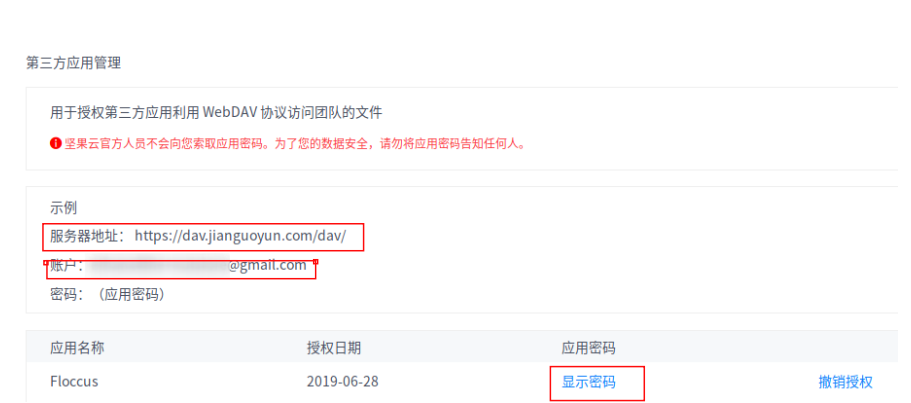 第三方应用管理
用于授权第三方应用利用 WebDAV 协议访问团队的文件
坚果云官方人员不会向您索取应用密码。为了您的数据安全，请勿将应用密码告知任何人。
示例
服务器地址： https://dav.jianguoyun.com/dav/
账户： @gmail.com
密码：（应用密码）
应用名称 授权日期 应用密码
Floccus 2019-06-28 显示密码 撤销授权